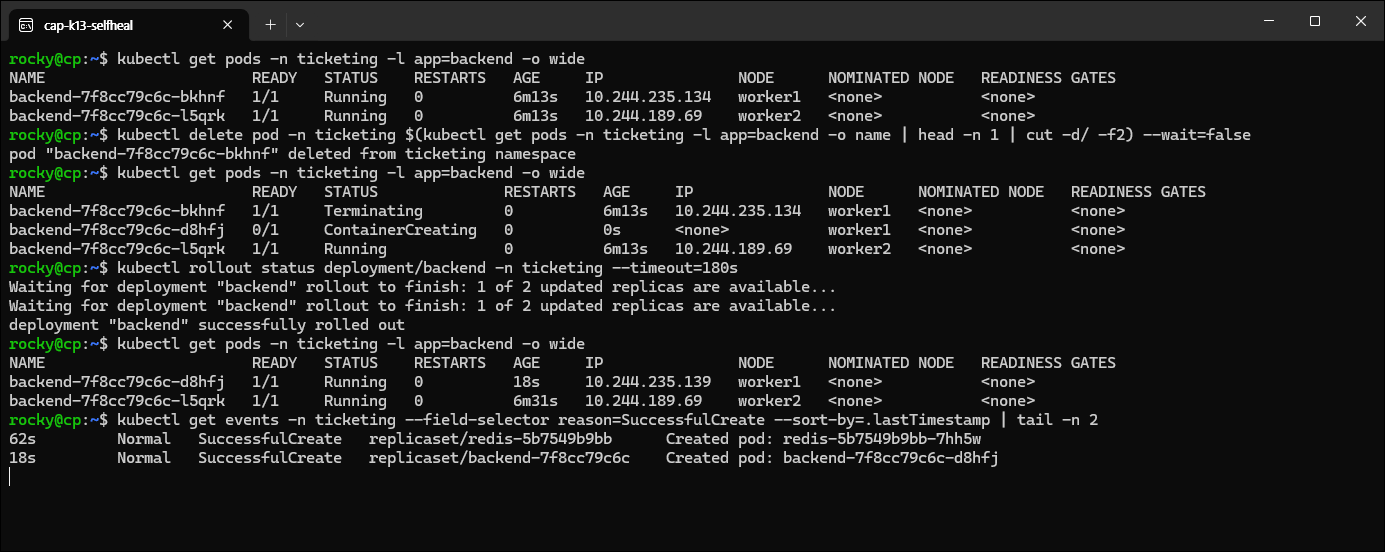 cap-k13-selfheal
rocky@cp:~$ kubectl get pods -n ticketing -l app=backend -o wide
NAME                       READY   STATUS    RESTARTS   AGE     IP               NODE      NOMINATED NODE   READINESS GATES
backend-7f8cc79c6c-bkhnf   1/1     Running   0          6m13s   10.244.235.134   worker1   <none>           <none>
backend-7f8cc79c6c-l5qrk   1/1     Running   0          6m13s   10.244.189.69    worker2   <none>           <none>
rocky@cp:~$ kubectl delete pod -n ticketing $(kubectl get pods -n ticketing -l app=backend -o name | head -n 1 | cut -d/ -f2) --wait=false
pod "backend-7f8cc79c6c-bkhnf" deleted from ticketing namespace
rocky@cp:~$ kubectl get pods -n ticketing -l app=backend -o wide
NAME                       READY   STATUS              RESTARTS   AGE     IP               NODE      NOMINATED NODE   READINESS GATES
backend-7f8cc79c6c-bkhnf   1/1     Terminating         0          6m13s   10.244.235.134   worker1   <none>           <none>
backend-7f8cc79c6c-d8hfj   0/1     ContainerCreating   0          0s      <none>           worker1   <none>           <none>
backend-7f8cc79c6c-l5qrk   1/1     Running             0          6m13s   10.244.189.69    worker2   <none>           <none>
rocky@cp:~$ kubectl rollout status deployment/backend -n ticketing --timeout=180s
Waiting for deployment "backend" rollout to finish: 1 of 2 updated replicas are available...
Waiting for deployment "backend" rollout to finish: 1 of 2 updated replicas are available...
deployment "backend" successfully rolled out
rocky@cp:~$ kubectl get pods -n ticketing -l app=backend -o wide
NAME                       READY   STATUS    RESTARTS   AGE     IP               NODE      NOMINATED NODE   READINESS GATES
backend-7f8cc79c6c-d8hfj   1/1     Running   0          18s     10.244.235.139   worker1   <none>           <none>
backend-7f8cc79c6c-l5qrk   1/1     Running   0          6m31s   10.244.189.69    worker2   <none>           <none>
rocky@cp:~$ kubectl get events -n ticketing --field-selector reason=SuccessfulCreate --sort-by=.lastTimestamp | tail -n 2
62s         Normal   SuccessfulCreate   replicaset/redis-5b7549b9bb      Created pod: redis-5b7549b9bb-7hh5w
18s         Normal   SuccessfulCreate   replicaset/backend-7f8cc79c6c    Created pod: backend-7f8cc79c6c-d8hfj